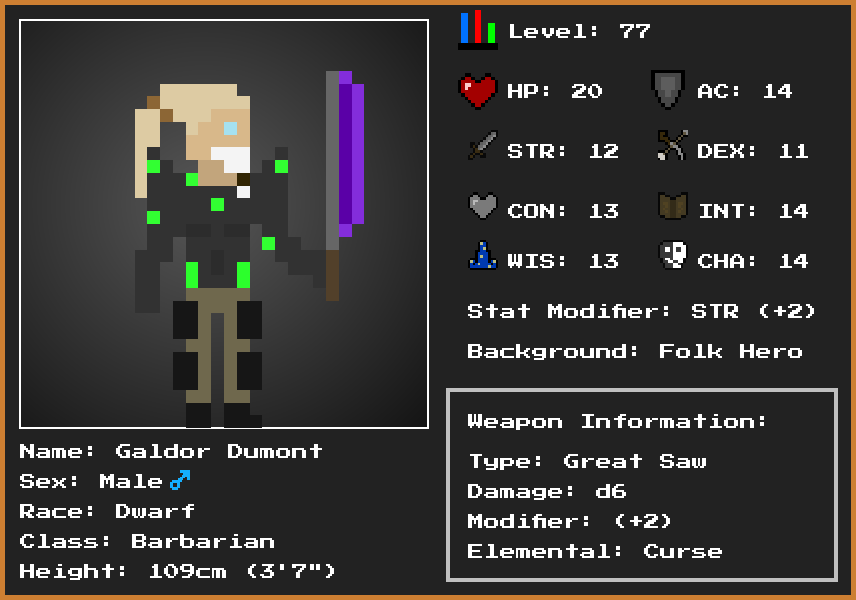 Level: 77
HP: 20 AC: 14
STR: 12 DEX: 11
CON: 13 INT: 14
WIS: 13 CHA: 14
Stat Modifier: STR (+2)
Background: Folk Hero
Weapon Information:
Type: Great Saw
Damage: d6
Modifier: (+2)
Elemental: Curse
Name: Galdor Dumont
Sex: Male♂
Race: Dwarf
Class: Barbarian
Height: 109cm (3'7")